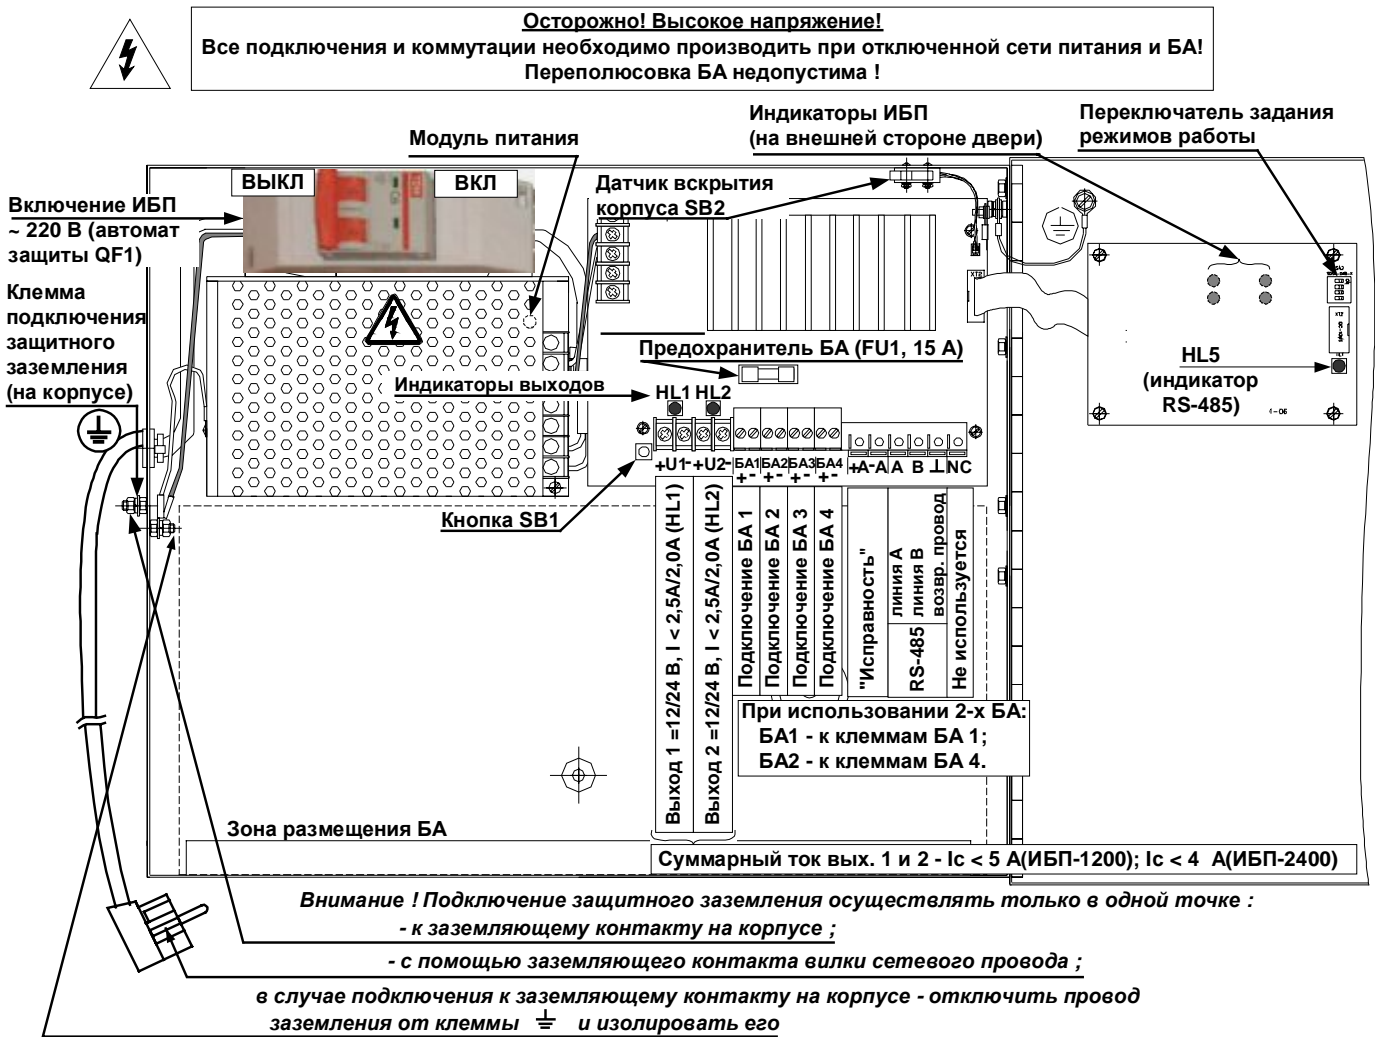 Осторожно! Высокое напряжение!
Все подключения и коммутации необходимо производить при отключенной сети питания и БА!
Переполюсовка БА недопустима !
Модуль питания
Индикаторы ИБП
(на внешней стороне двери)
Переключатель задания
режимов работы
ВЫКЛ
ВКЛ
Датчик вскрытия
корпуса SB2
Включение ИБП
~ 220 В (автомат
защиты QF1)
Клемма
подключения
защитного
заземления
(на корпусе)
XT2
Предохранитель БА (FU1, 15 А)
Индикаторы выходов
HL1 HL2
HL5
(индикатор
RS-485)
4-06
+U1-+U2-
БА1 БА2 БА3 БА4
+- +- +- +-
+A-A A B ⊥ NC
Кнопка SB1
Выход 1 =12/24 В, I < 2,5А/2,0А (HL1)
Выход 2 =12/24 В, I < 2,5А/2,0А (HL2)
Подключение БА 1
Подключение БА 2
Подключение БА 3
Подключение БА 4
"Исправность"
RS-485
линия А
линия В
возвр. провод
Не используется
При использовании 2-х БА:
БА1 - к клеммам БА 1;
БА2 - к клеммам БА 4.
Зона размещения БА
Суммарный ток вых. 1 и 2 - Ic < 5 А(ИБП-1200); Ic < 4 А(ИБП-2400)
Внимание ! Подключение защитного заземления осуществлять только в одной точке :
- к заземляющему контакту на корпусе ;
- с помощью заземляющего контакта вилки сетевого провода ;
в случае подключения к заземляющему контакту на корпусе - отключить провод
заземления от клеммы ⏚ и изолировать его